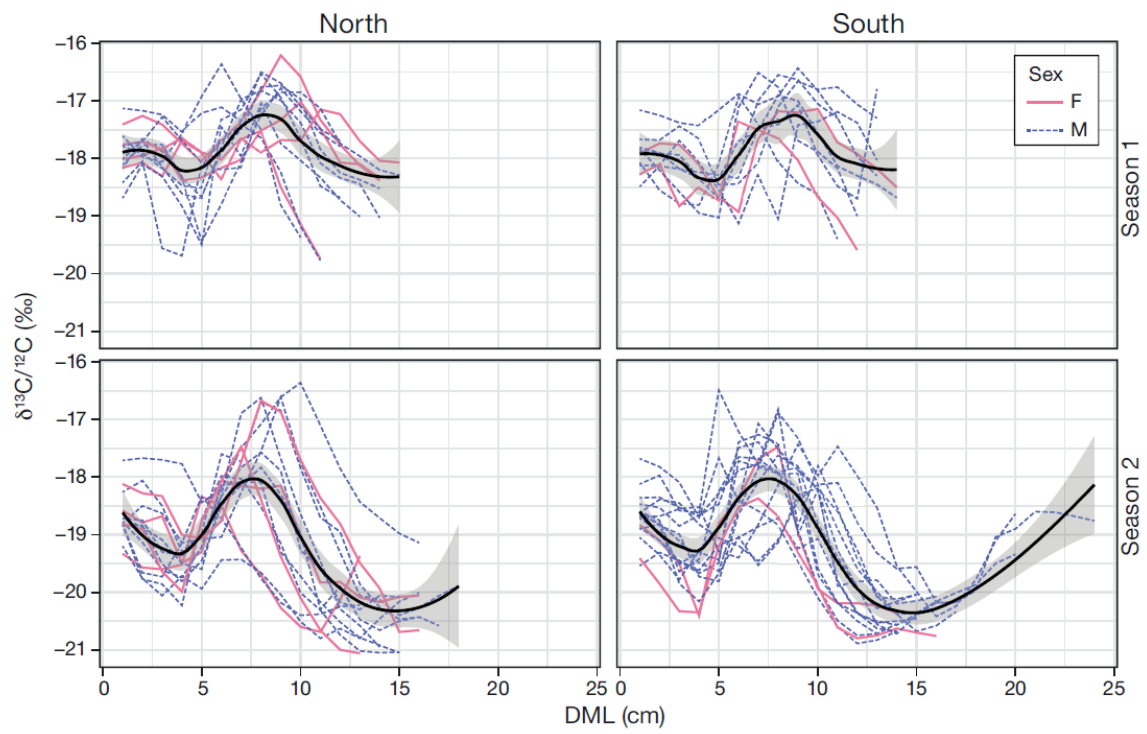 North South
−16
−17
−18
−19
−20
−21
Sex
F
M
Season 1
−16
−17
−18
−19
−20
−21
Season 2
δ¹³C/¹²C (‰)
0 5 10 15 20 25 0 5 10 15 20 25
DML (cm)